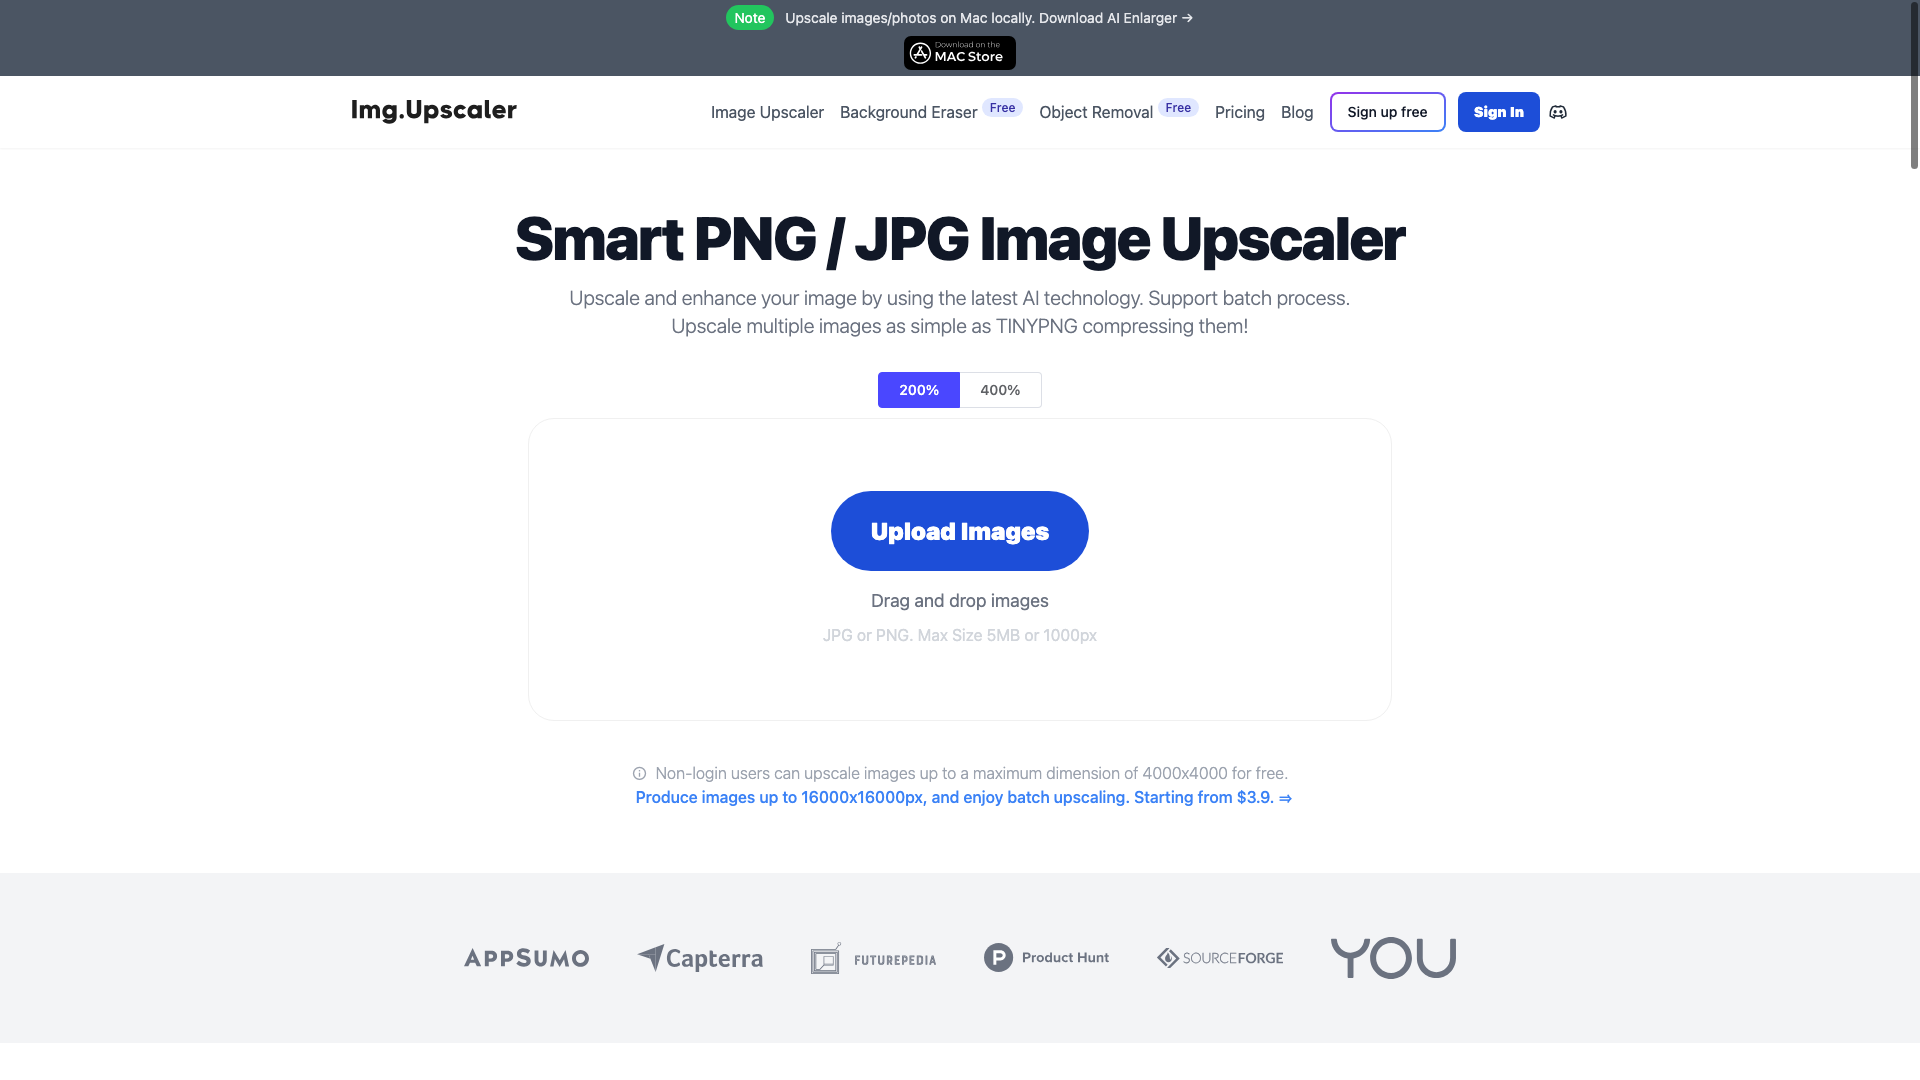 Note Upscale images/photos on Mac locally. Download AI Enlarger →
Download on the
MAC Store
Img.Upscaler
Image Upscaler Background Eraser Free Object Removal Free Pricing Blog Sign up free Sign In
Smart PNG / JPG Image Upscaler
Upscale and enhance your image by using the latest AI technology. Support batch process.
Upscale multiple images as simple as TINYPNG compressing them!
200% 400%
Upload Images
Drag and drop images
JPG or PNG. Max Size 5MB or 1000px
Non-login users can upscale images up to a maximum dimension of 4000x4000 for free.
Produce images up to 16000x16000px, and enjoy batch upscaling. Starting from $3.9. ⇒
APPSUMO Capterra FUTUREPEDIA P Product Hunt SOURCEFORGE YOU